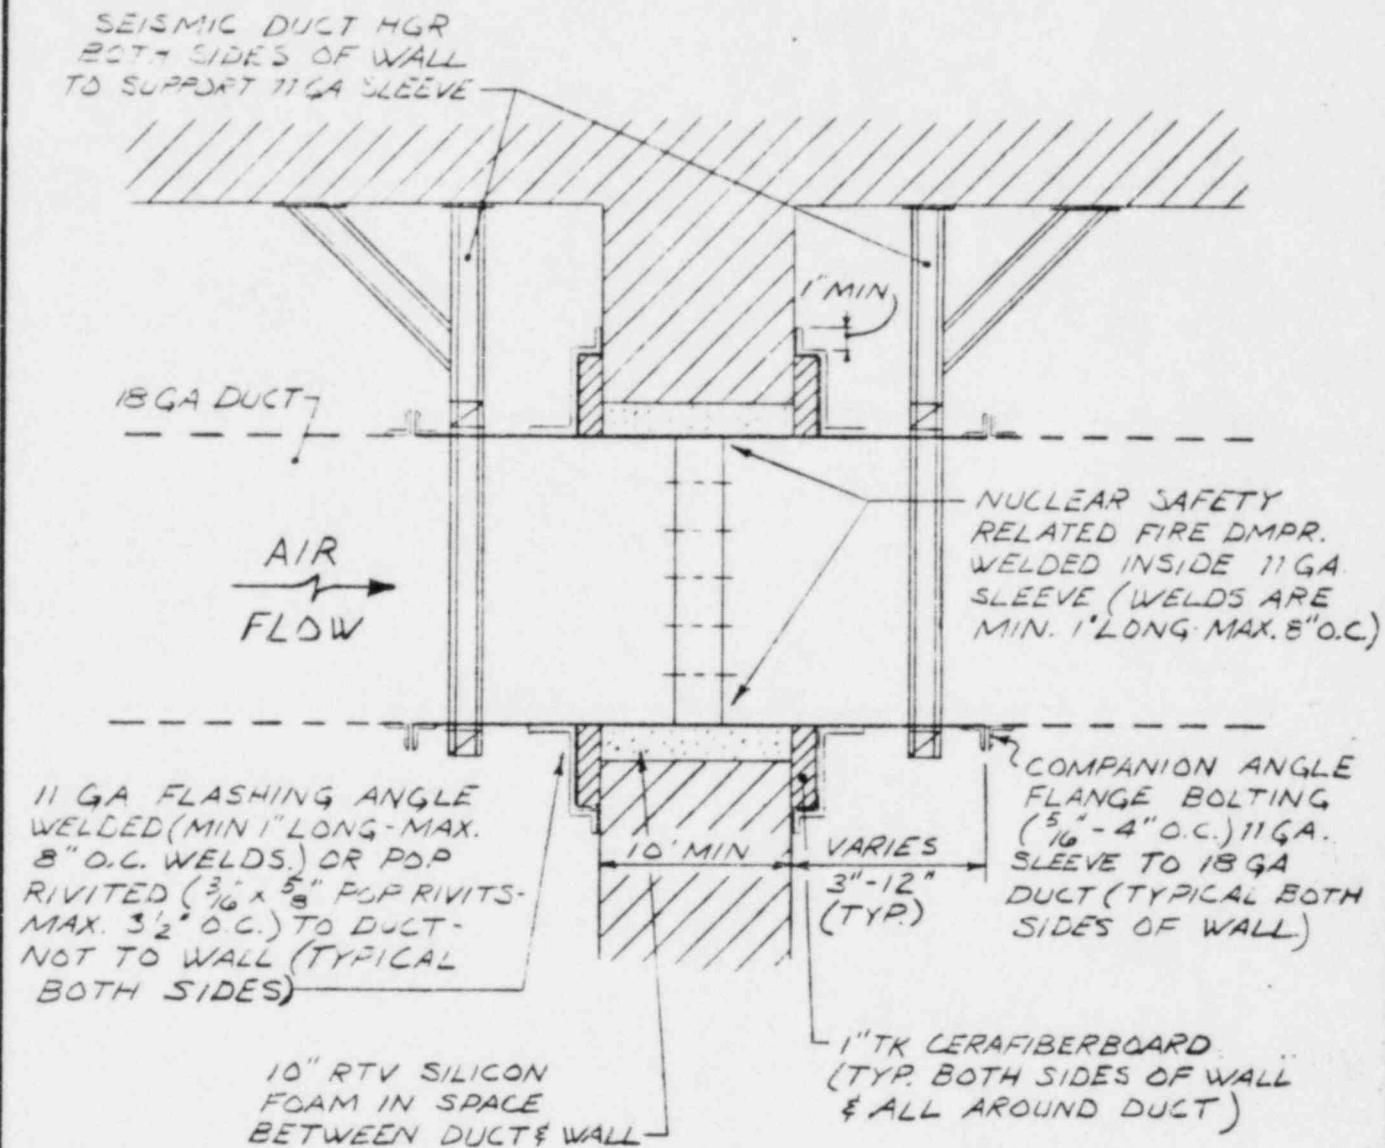 SEISMIC DUCT HGR
BOTH SIDES OF WALL
TO SUPPORT 11 GA SLEEVE
1" MIN
18 GA DUCT
AIR
FLOW
NUCLEAR SAFETY
RELATED FIRE DMPR.
WELDED INSIDE 11 GA
SLEEVE (WELDS ARE
MIN. 1" LONG-MAX. 8" O.C.)
11 GA FLASHING ANGLE
WELDED (MIN 1" LONG-MAX.
8" O.C. WELDS.) OR POP
RIVITED (3/16 x 5/8" POP RIVITS-
MAX. 3 1/2" O.C.) TO DUCT-
NOT TO WALL (TYPICAL
BOTH SIDES)
10' MIN
VARIES
3"-12"
(TYP.)
COMPANION ANGLE
FLANGE BOLTING
(5/16"-4" O.C.) 11 GA.
SLEEVE TO 18 GA
DUCT (TYPICAL BOTH
SIDES OF WALL)
10" RTV SILICON
FOAM IN SPACE
BETWEEN DUCT & WALL
1" TK CERAFIBERBOARD
(TYP. BOTH SIDES OF WALL
& ALL AROUND DUCT)